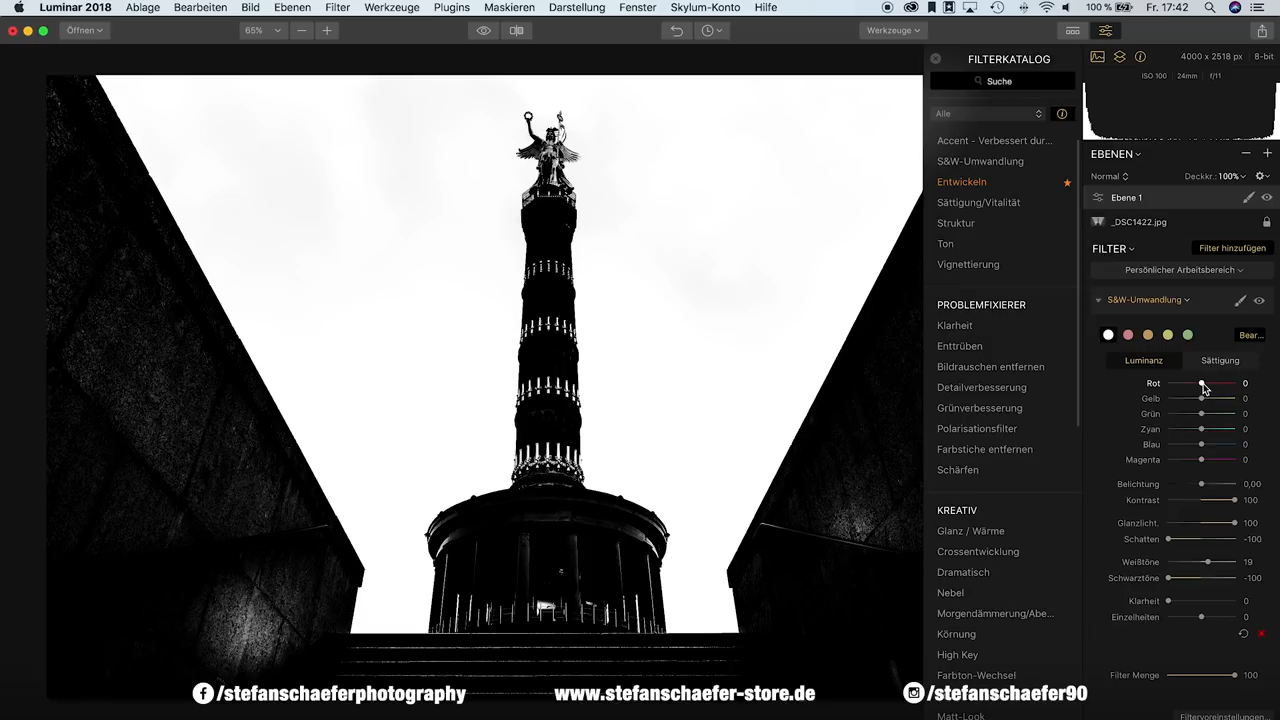 Luminar 2018 Ablage Bearbeiten Bild Ebenen Filter Werkzeuge Plugins Maskieren Darstellung Fenster Skylum-Konto Hilfe 100 % Fr. 17:42
Öffnen 65% Werkzeuge
FILTERKATALOG
Suche
Alle
Accent - Verbessert dur...
S&W-Umwandlung
Entwickeln
Sättigung/Vitalität
Struktur
Ton
Vignettierung
PROBLEMFIXIERER
Klarheit
Enttrüben
Bildrauschen entfernen
Detailverbesserung
Grünverbesserung
Polarisationsfilter
Farbstiche entfernen
Schärfen
KREATIV
Glanz / Wärme
Crossentwicklung
Dramatisch
Nebel
Morgendämmerung/Abe...
Körnung
High Key
Farbton-Wechsel
Matt-Look
4000 x 2518 px 8-bit
ISO 100 24mm f/11
EBENEN
Normal Deckkr.: 100%
Ebene 1
_DSC1422.jpg
FILTER Filter hinzufügen
Persönlicher Arbeitsbereich
S&W-Umwandlung
Bear...
Luminanz Sättigung
Rot 0
Gelb 0
Grün 0
Zyan 0
Blau 0
Magenta 0
Belichtung 0,00
Kontrast 100
Glanzlicht. 100
Schatten -100
Weißtöne 19
Schwarztöne -100
Klarheit 0
Einzelheiten 0
Filter Menge 100
Filtervoreinstellungen...
/stefanschaeferphotography www.stefanschaefer-store.de /stefanschaefer90